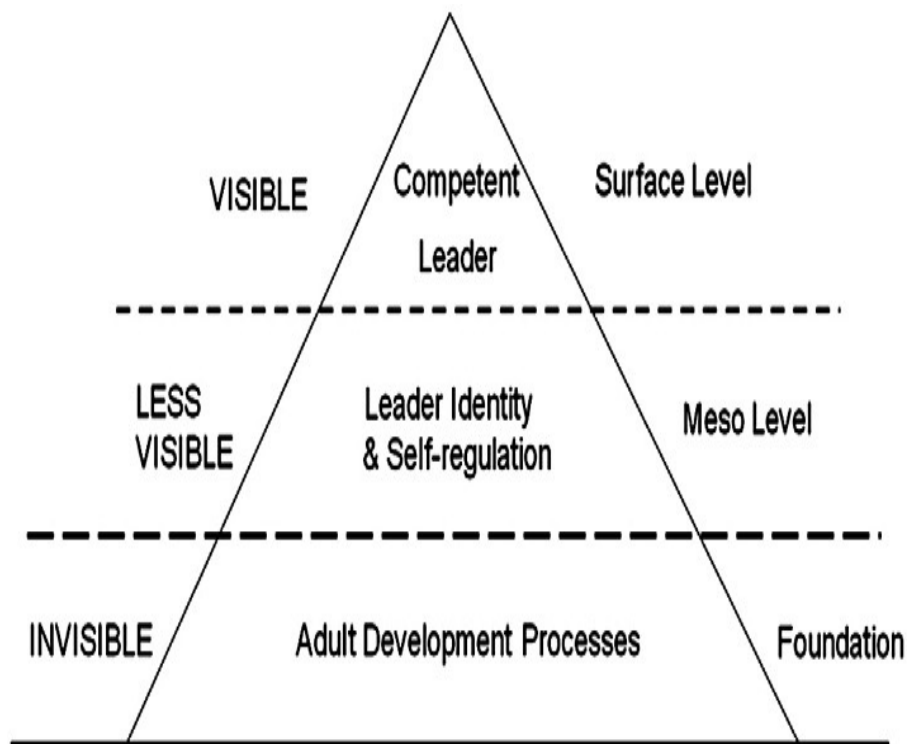 VISIBLE
Competent
Leader
Surface Level
LESS
VISIBLE
Leader Identity
& Self-regulation
Meso Level
INVISIBLE
Adult Development Processes
Foundation